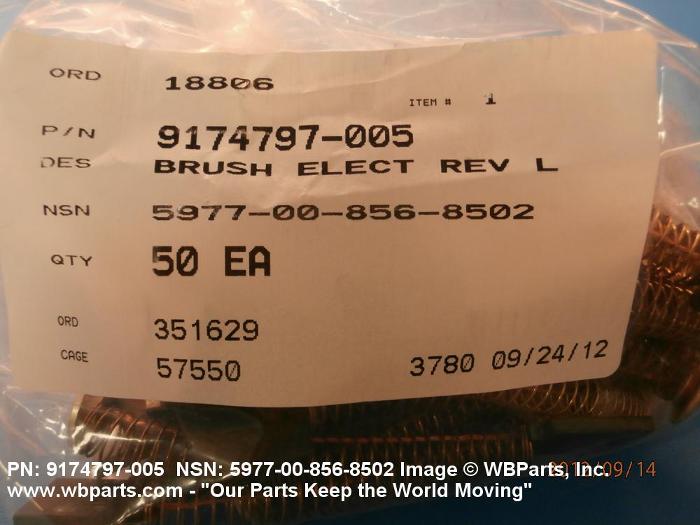 ORD 18806
ITEM # 1
P/N 9174797-005
DES BRUSH ELECT REV L
NSN 5977-00-856-8502
QTY 50 EA
ORD 351629
CAGE 57550 3780 09/24/12
PN: 9174797-005 NSN: 5977-00-856-8502 Image © WBParts, Inc. /09/14
www.wbparts.com - "Our Parts Keep the World Moving"